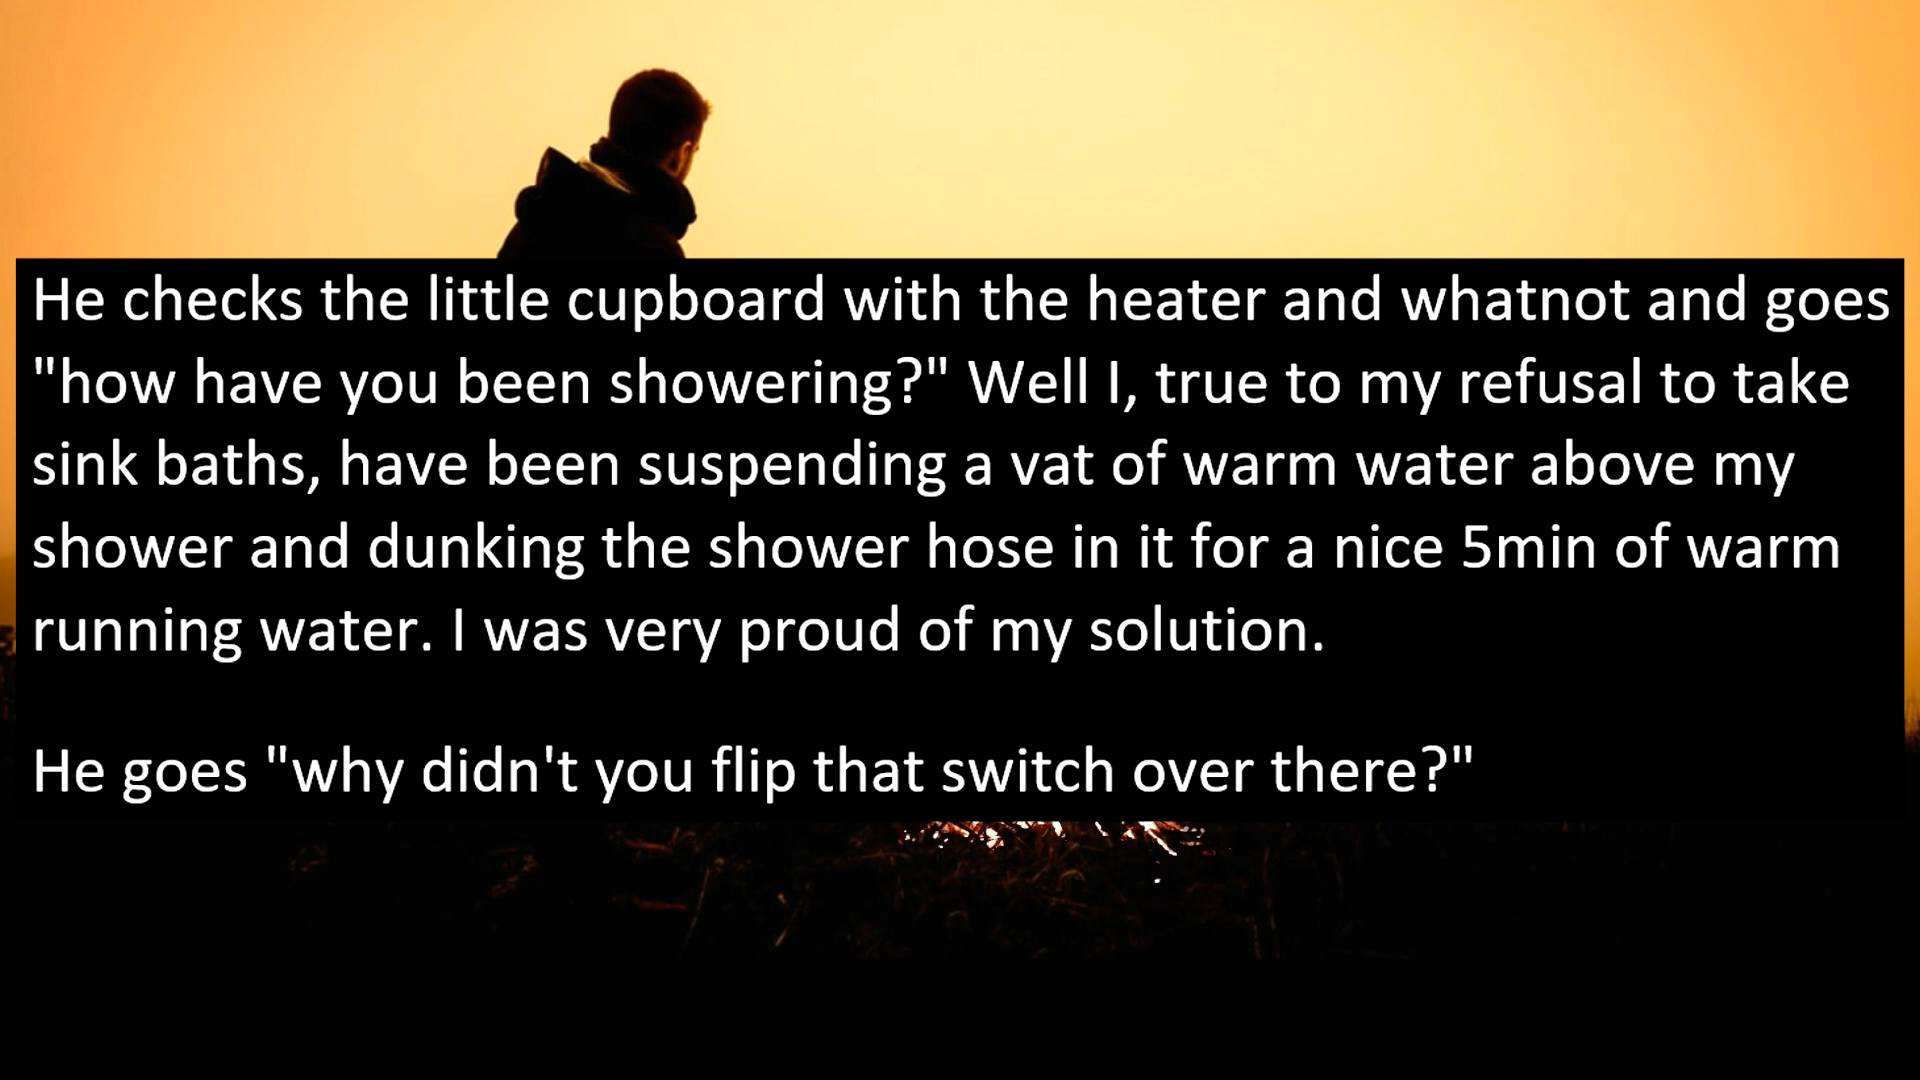 He checks the little cupboard with the heater and whatnot and goes
"how have you been showering?" Well I, true to my refusal to take
sink baths, have been suspending a vat of warm water above my
shower and dunking the shower hose in it for a nice 5min of warm
running water. I was very proud of my solution.
He goes "why didn't you flip that switch over there?"